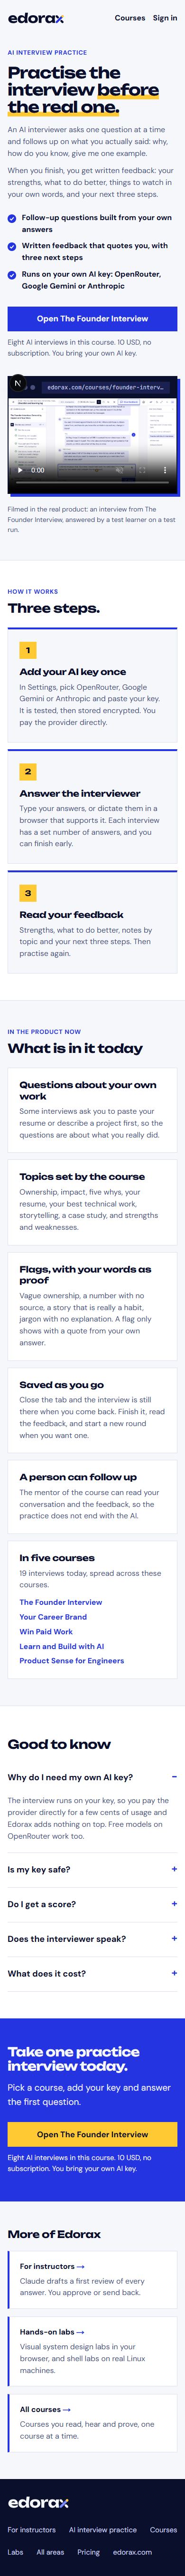 edorax
Courses Sign in
AI INTERVIEW PRACTICE
Practise the
interview before
the real one.
An AI interviewer asks one question at a time
and follows up on what you actually said: why,
how do you know, give me one example.
When you finish, you get written feedback: your
strengths, what to do better, things to watch in
your own words, and your next three steps.
Follow-up questions built from your own
answers
Written feedback that quotes you, with
three next steps
Runs on your own AI key: OpenRouter,
Google Gemini or Anthropic
Open The Founder Interview
Eight AI interviews in this course. 10 USD, no
subscription. You bring your own AI key.
N
edorax.com/courses/founder-interv…
0:00
Filmed in the real product: an interview from The
Founder Interview, answered by a test learner on a test
run.
HOW IT WORKS
Three steps.
1
Add your AI key once
In Settings, pick OpenRouter, Google
Gemini or Anthropic and paste your key.
It is tested, then stored encrypted. You
pay the provider directly.
2
Answer the interviewer
Type your answers, or dictate them in a
browser that supports it. Each interview
has a set number of answers, and you
can finish early.
3
Read your feedback
Strengths, what to do better, notes by
topic and your next three steps. Then
practise again.
IN THE PRODUCT NOW
What is in it today
Questions about your own
work
Some interviews ask you to paste your
resume or describe a project first, so the
questions are about what you really did.
Topics set by the course
Ownership, impact, five whys, your
resume, your best technical work,
storytelling, a case study, and strengths
and weaknesses.
Flags, with your words as
proof
Vague ownership, a number with no
source, a story that is really a habit,
jargon with no explanation. A flag only
shows with a quote from your own
answer.
Saved as you go
Close the tab and the interview is still
there when you come back. Finish it, read
the feedback, and start a new round
when you want one.
A person can follow up
The mentor of the course can read your
conversation and the feedback, so the
practice does not end with the AI.
In five courses
19 interviews today, spread across these
courses.
The Founder Interview
Your Career Brand
Win Paid Work
Learn and Build with AI
Product Sense for Engineers
Good to know
Why do I need my own AI key? −
The interview runs on your key, so you pay the
provider directly for a few cents of usage and
Edorax adds nothing on top. Free models on
OpenRouter work too.
Is my key safe? +
Do I get a score? +
Does the interviewer speak? +
What does it cost? +
Take one practice
interview today.
Pick a course, add your key and answer
the first question.
Open The Founder Interview
Eight AI interviews in this course. 10 USD, no
subscription. You bring your own AI key.
More of Edorax
For instructors →
Claude drafts a first review of every
answer. You approve or send back.
Hands-on labs →
Visual system design labs in your
browser, and shell labs on real Linux
machines.
All courses →
Courses you read, hear and prove, one
course at a time.
edorax
For instructors AI interview practice Courses
Labs All areas Pricing edorax.com